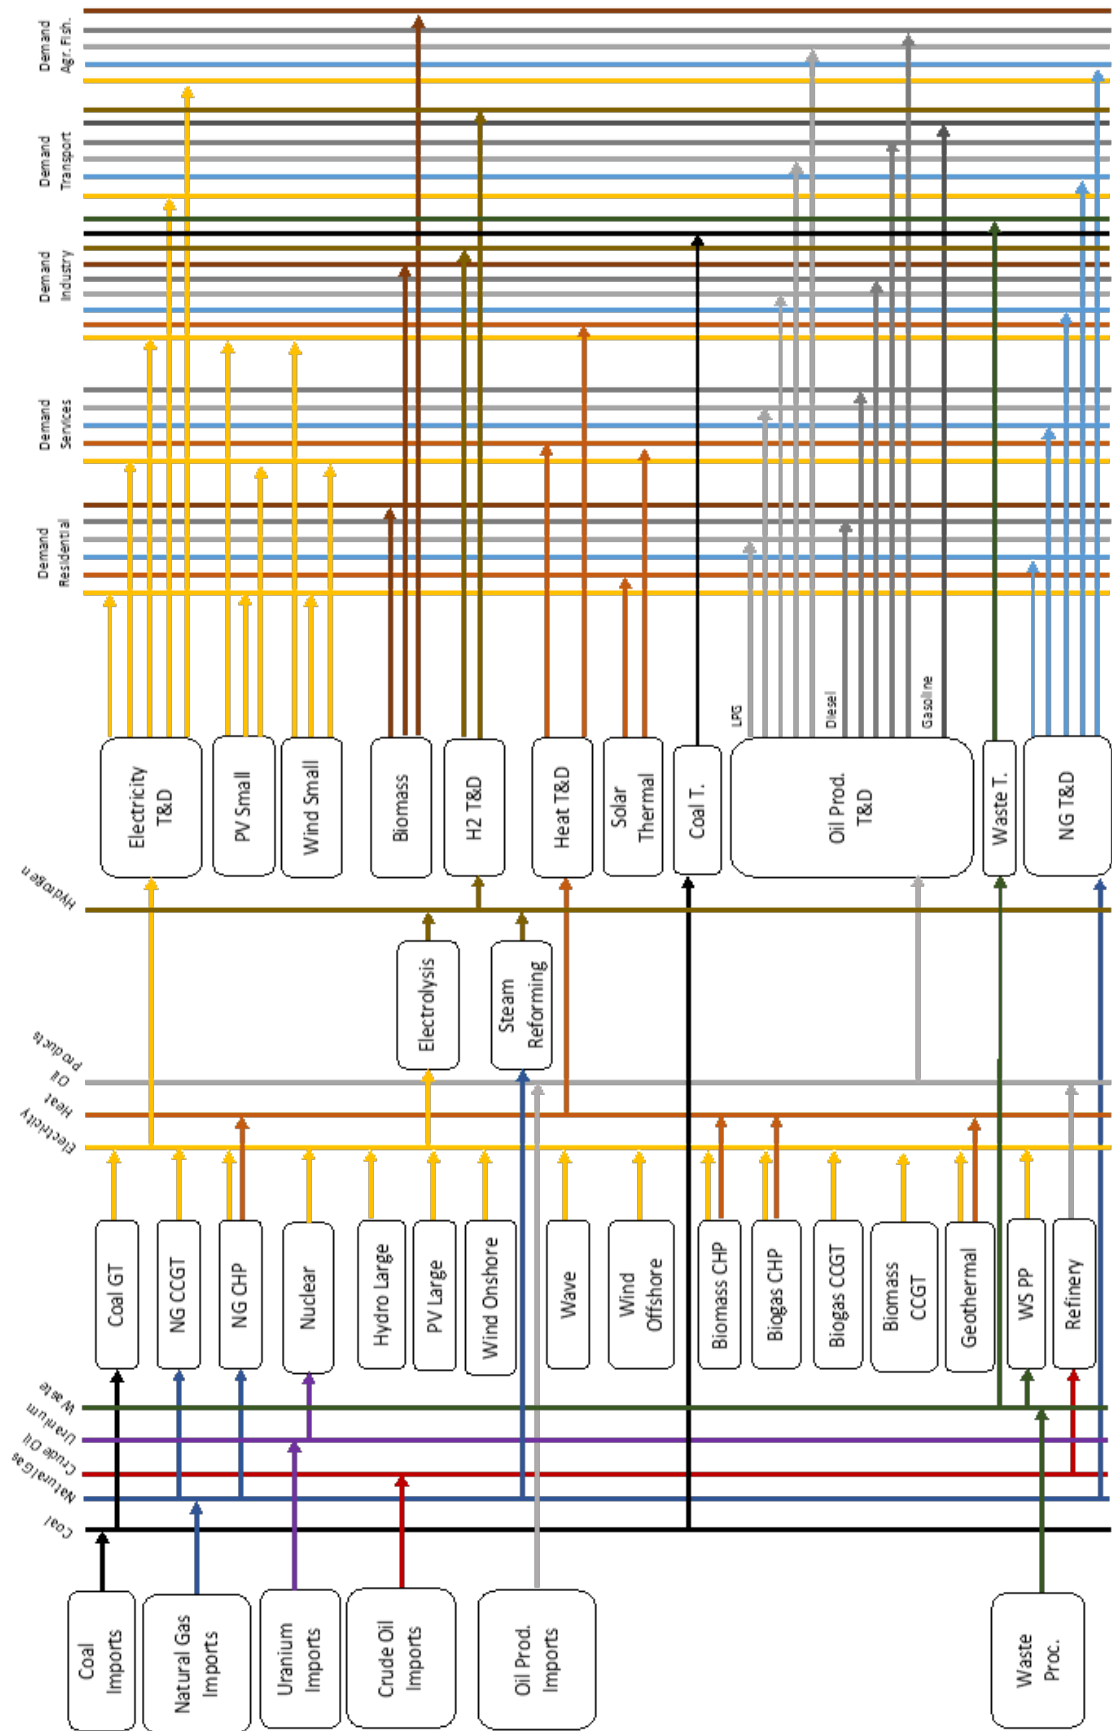 Coal
Imports
Natural Gas
Imports
Uranium
Imports
Crude Oil
Imports
Oil Prod.
Imports
Waste
Proc.
Coal
Natural Gas
Crude Oil
Uranium
Waste
Coal GT
NG CCGT
NG CHP
Nuclear
Hydro Large
PV Large
Wind Onshore
Wave
Wind
Offshore
Biomass CHP
Biogas CHP
Biogas CCGT
Biomass
CCGT
Geothermal
WS PP
Refinery
Electricity
Heat
Oil
Products
Electrolysis
Steam
Reforming
Hydrogen
Electricity
T&D
PV Small
Wind Small
Biomass
H2 T&D
Heat T&D
Solar
Thermal
Coal T.
Oil Prod.
T&D
Waste T.
NG T&D
LPG
Diesel
Gasoline
Demand
Residential
Demand
Services
Demand
Industry
Demand
Transport
Demand
Agr. Fish.